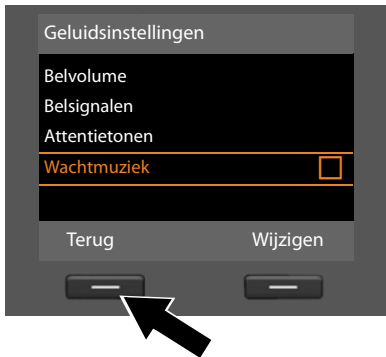 Geluidsinstellingen
Belvolume
Belsignalen
Attentietonen
Wachtmuziek
Terug Wijzigen